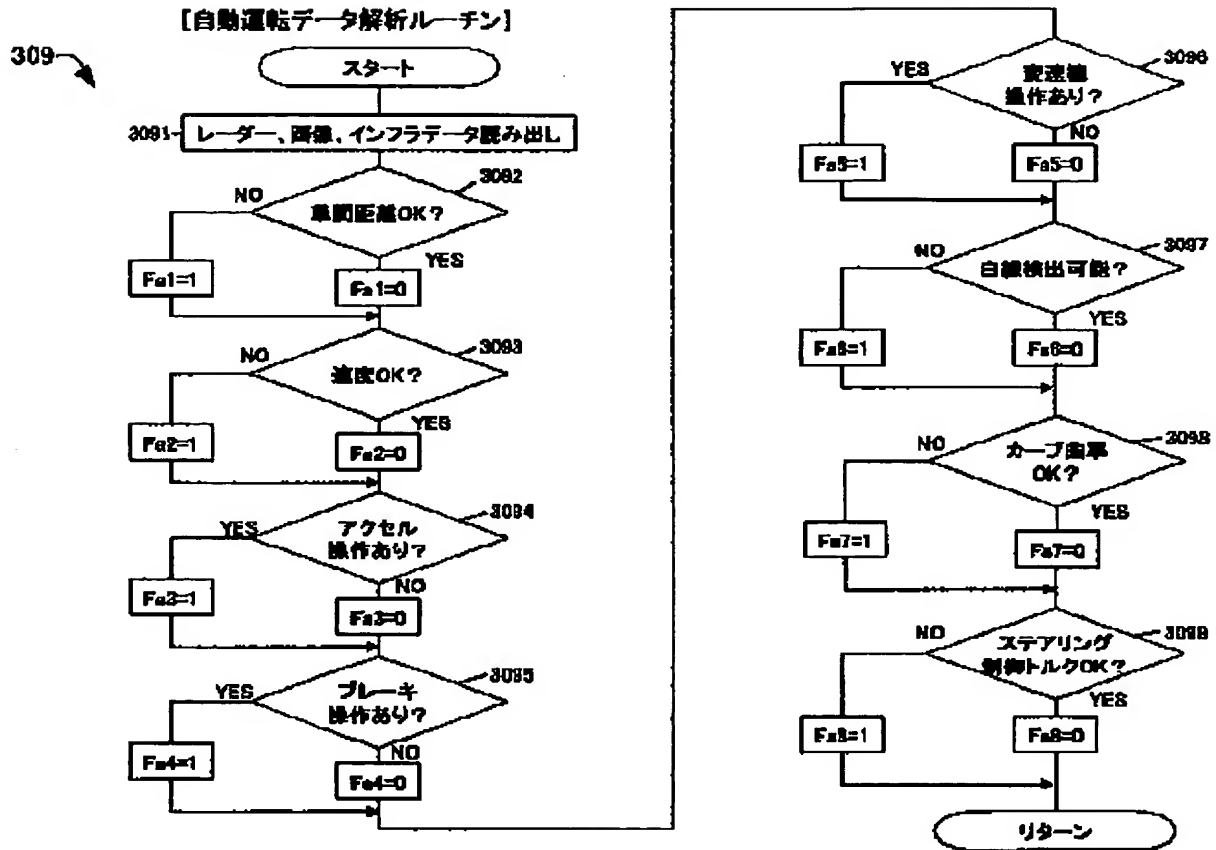 [自動運転データ解析ルーチン]
309
スタート
3091
レーダー、画像、インフラデータ読み出し
3092
車間距離OK?
NO
YES
Fa1=1
Fa1=0
3093
速度OK?
NO
YES
Fa2=1
Fa2=0
3094
アクセル
操作あり?
YES
NO
Fa3=1
Fa3=0
3095
ブレーキ
操作あり?
YES
NO
Fa4=1
Fa4=0
3096
変速機
操作あり?
YES
NO
Fa5=1
Fa5=0
3097
白線検出可能?
NO
YES
Fa6=1
Fa6=0
3098
カーブ曲率
OK?
NO
YES
Fa7=1
Fa7=0
3099
ステアリング
制御トルクOK?
NO
YES
Fa8=1
Fa8=0
リターン